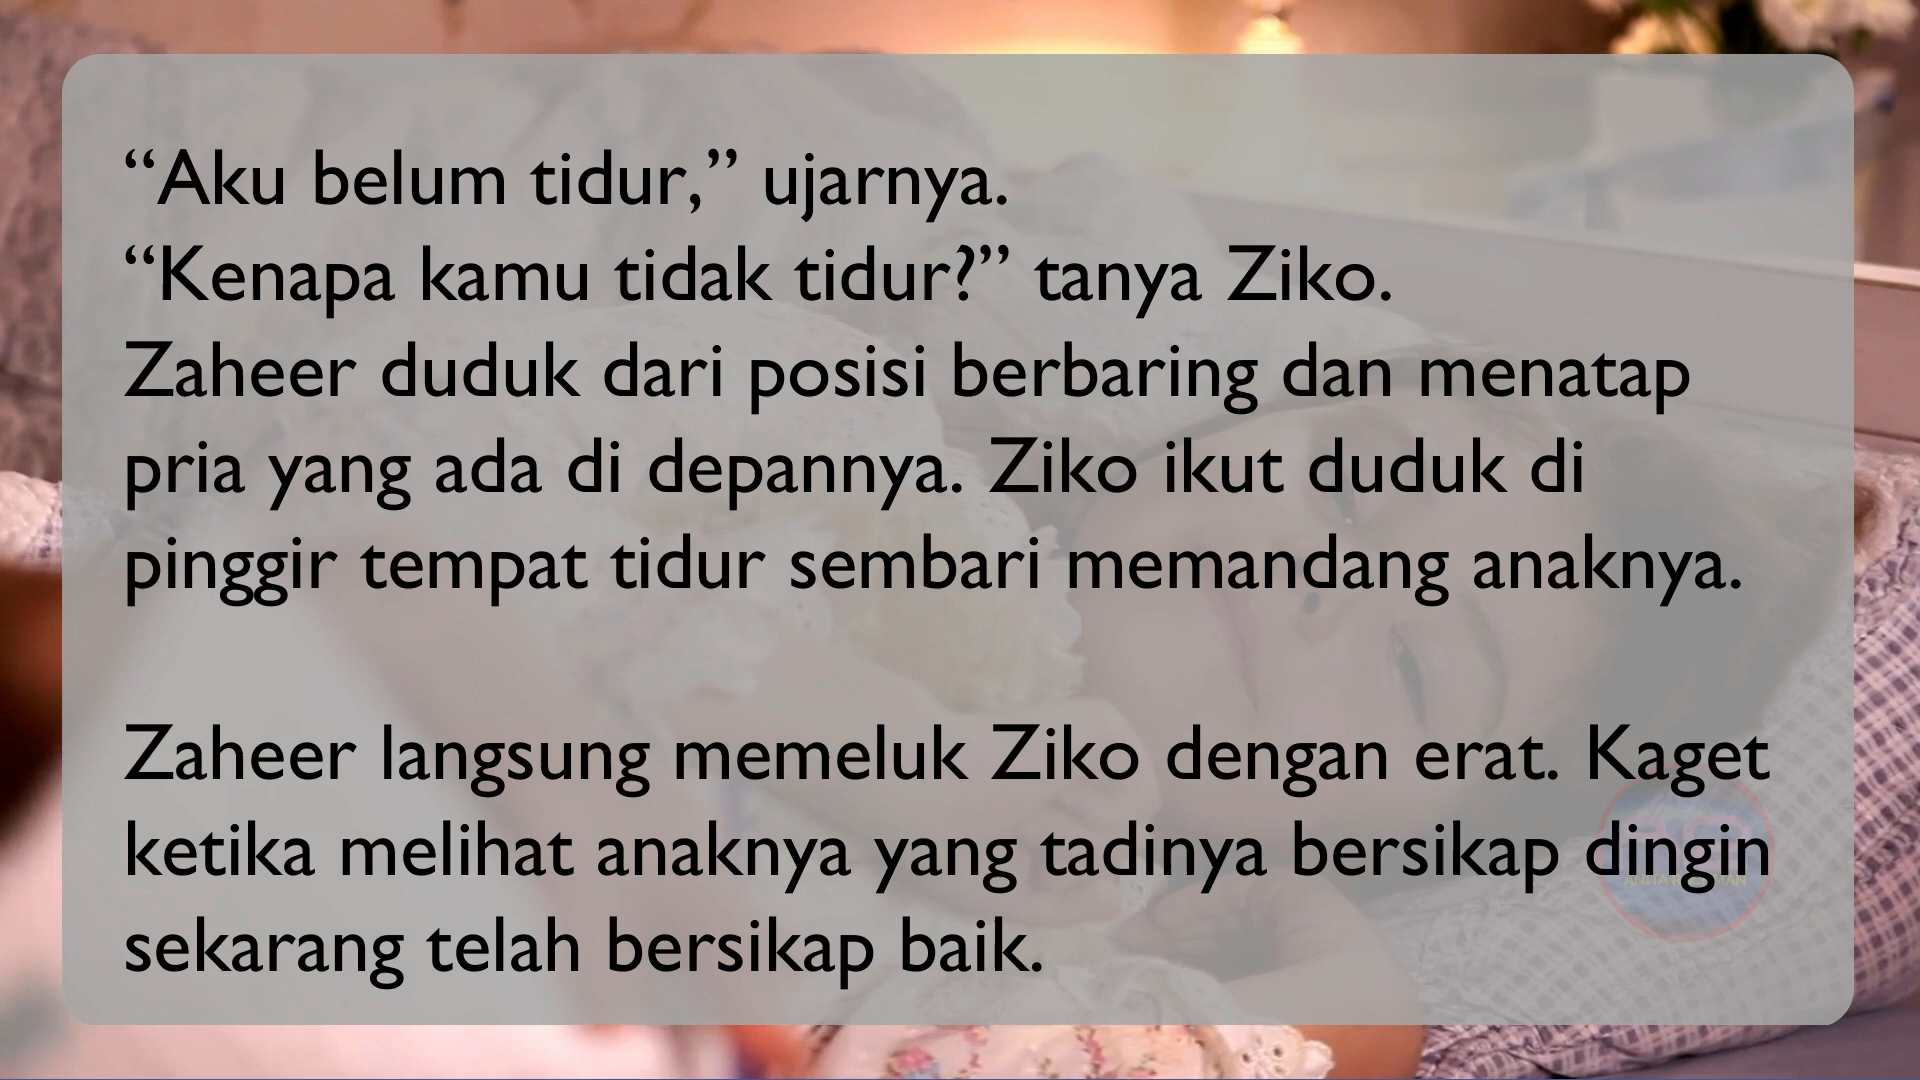 “Aku belum tidur,” ujarnya.
“Kenapa kamu tidak tidur?” tanya Ziko.
Zaheer duduk dari posisi berbaring dan menatap
pria yang ada di depannya. Ziko ikut duduk di
pinggir tempat tidur sembari memandang anaknya.
Zaheer langsung memeluk Ziko dengan erat. Kaget
ketika melihat anaknya yang tadinya bersikap dingin
sekarang telah bersikap baik.